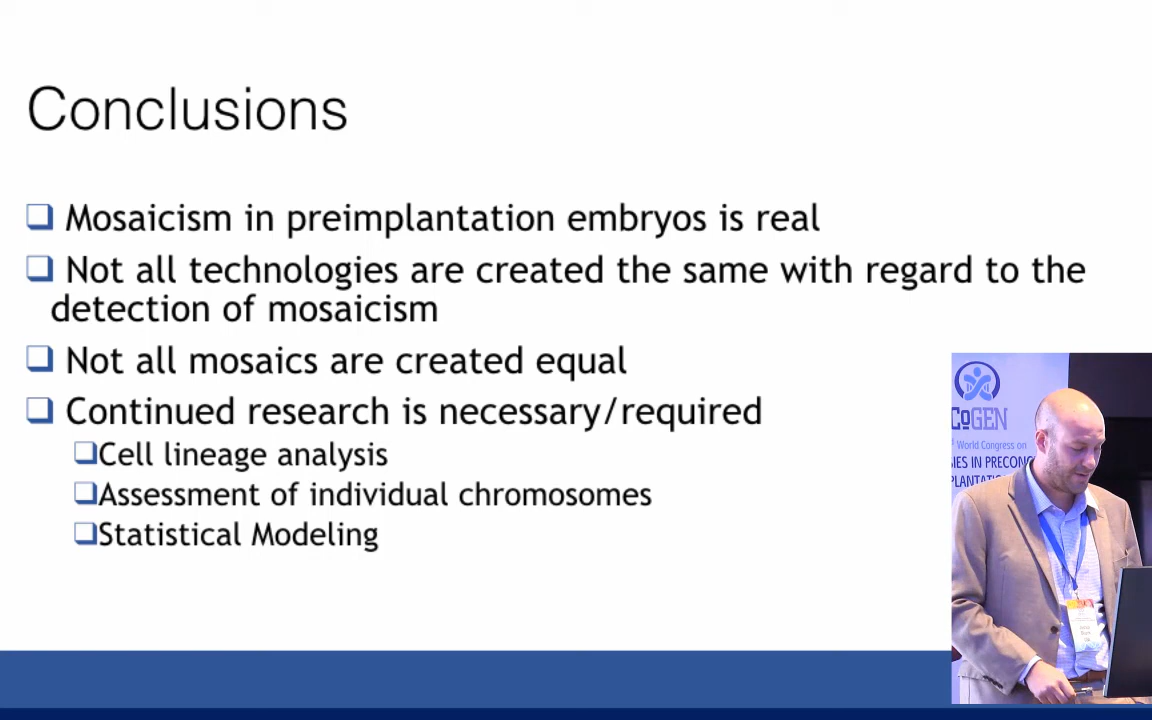 Conclusions
Mosaicism in preimplantation embryos is real
Not all technologies are created the same with regard to the
detection of mosaicism
Not all mosaics are created equal
Continued research is necessary/required
Cell lineage analysis
Assessment of individual chromosomes
Statistical Modeling
CoGEN
World Congress on
IES IN PRECON
PLANTATI